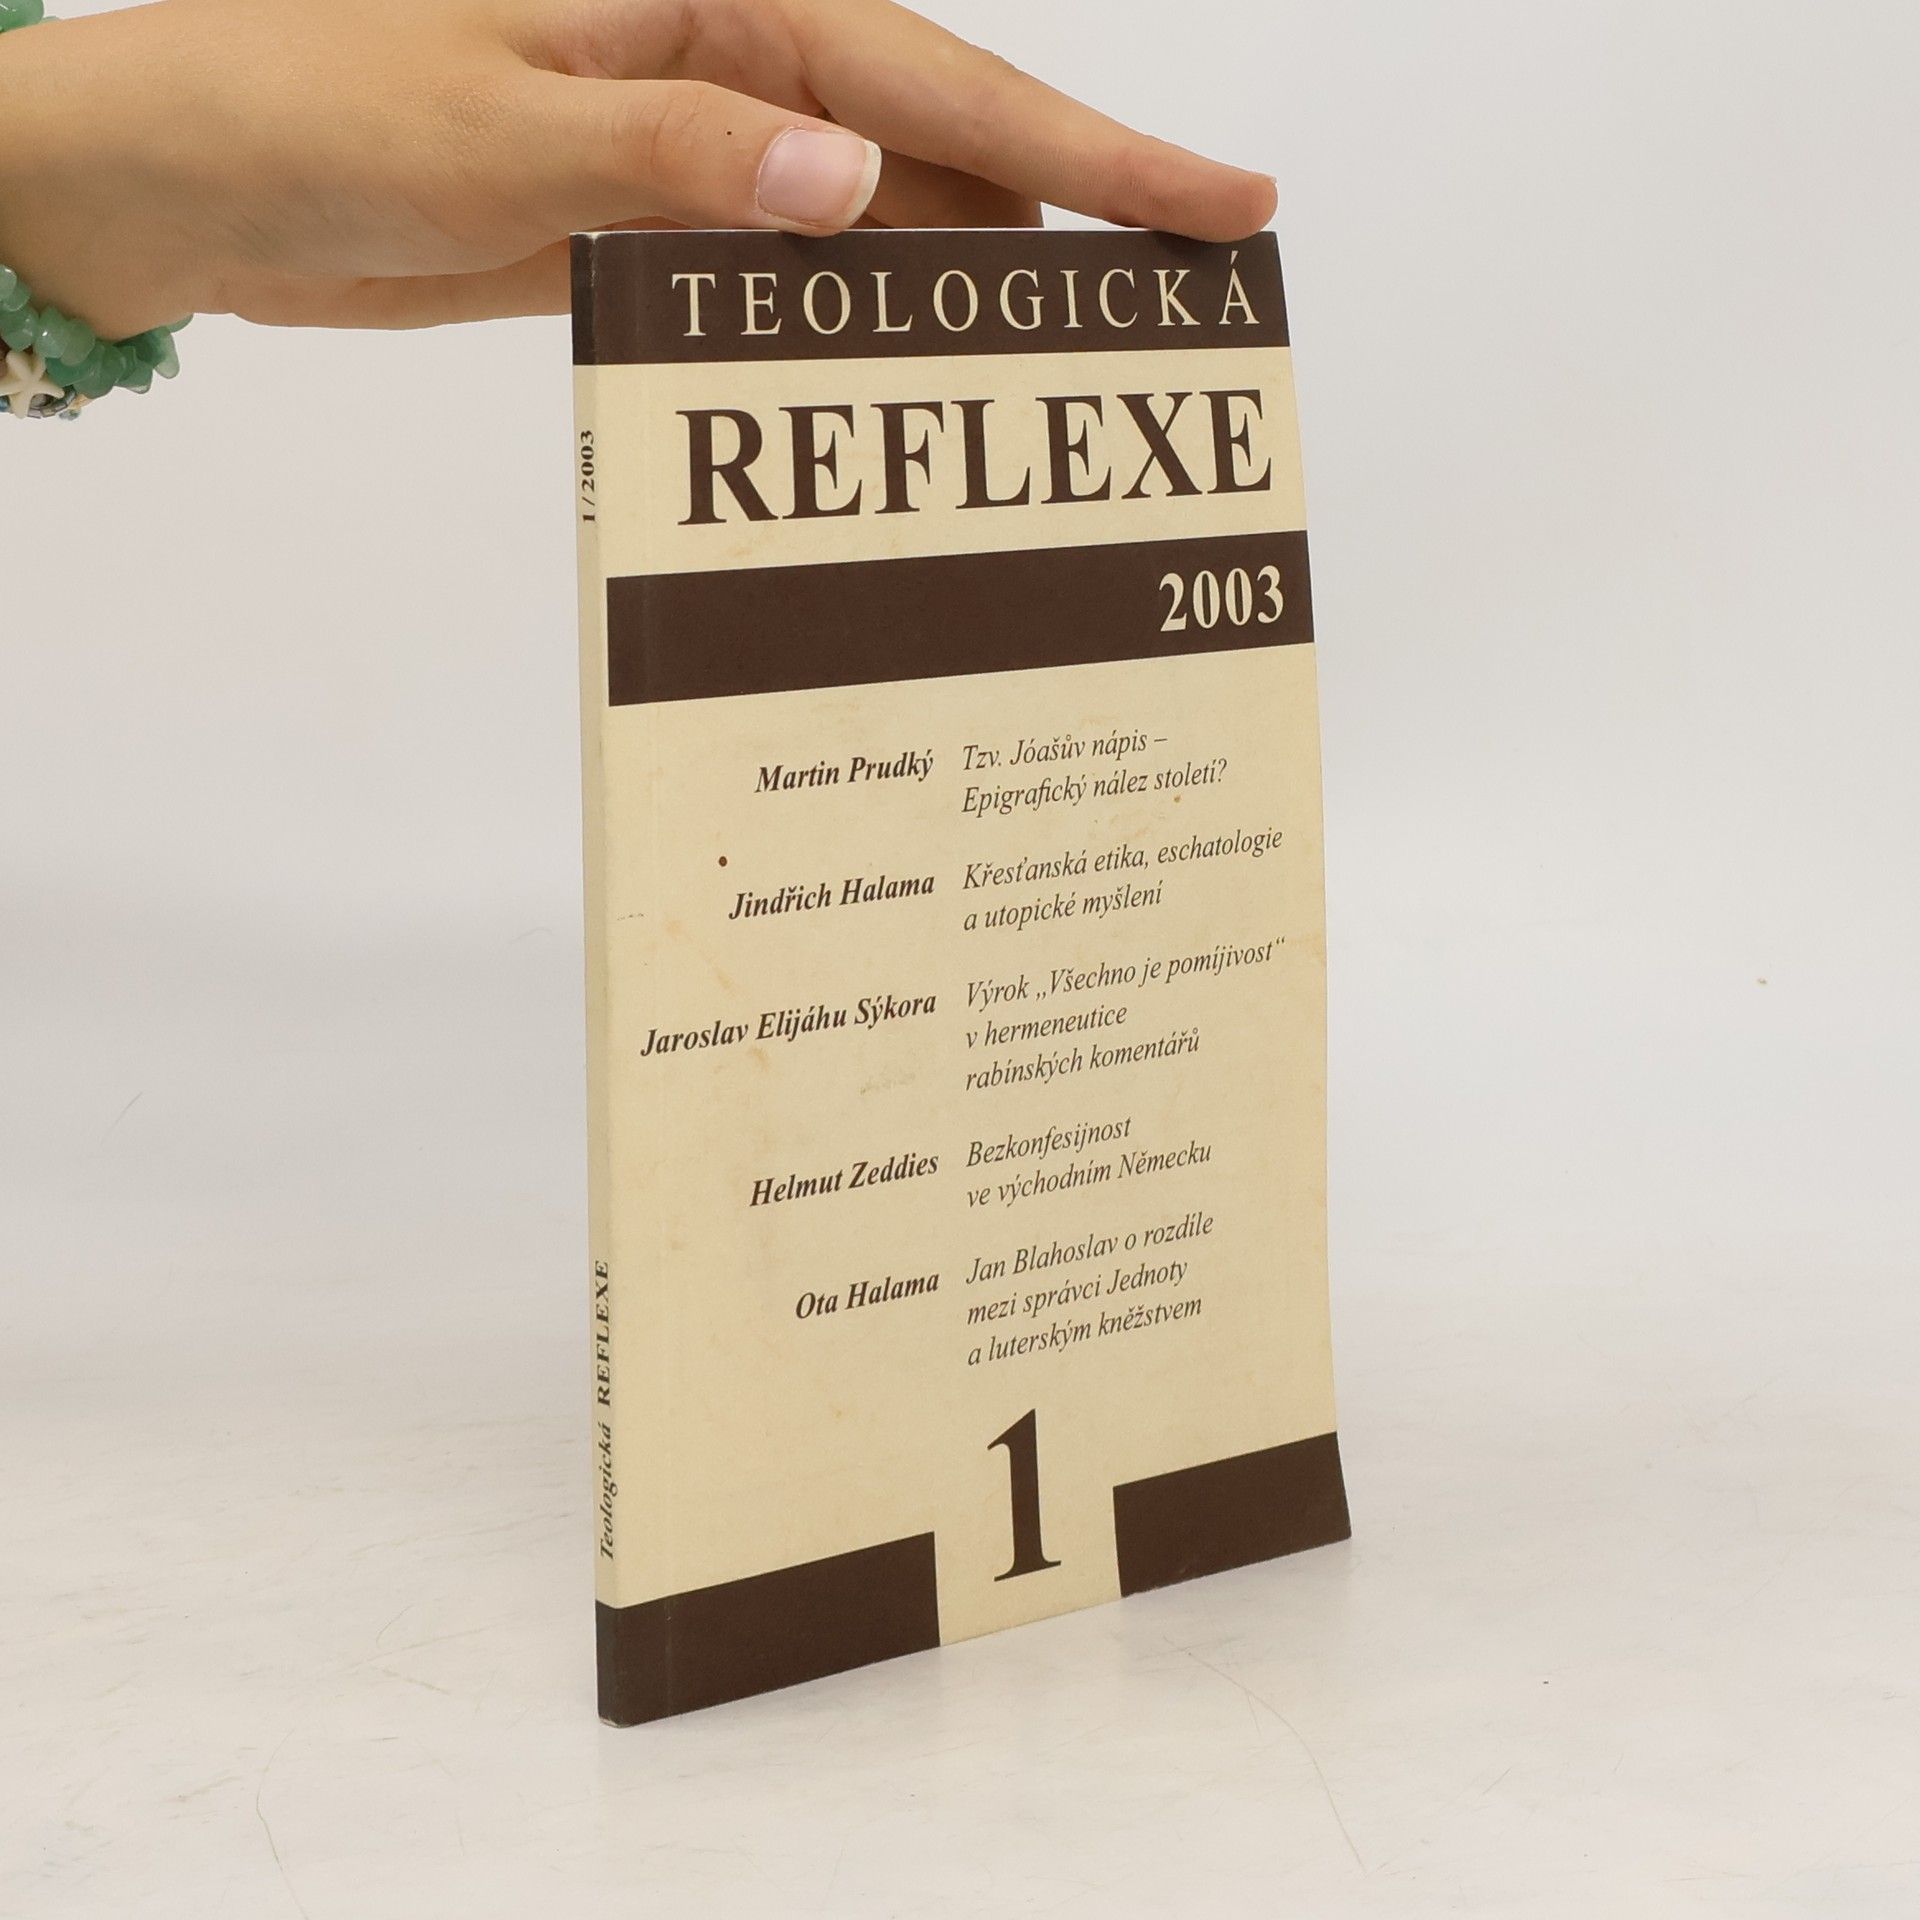 TEOLOGICKÁ
REFLEXE
2003
Martin Prudký
Tzv. Jóašův nápis –
Epigrafický nález století?
Jindřich Halama
Křesťanská etika, eschatologie
a utopické myšlení
Jaroslav Elijáhu Sýkora
Výrok „Všechno je pomíjivost“
v hermeneutice
rabínských komentářů
Helmut Zeddies
Bezkonfesijnost
ve východním Německu
Ota Halama
Jan Blahoslav o rozdíle
mezi správci Jednoty
a luterským kněžstvem
1
Teologická REFLEXE
1/2003